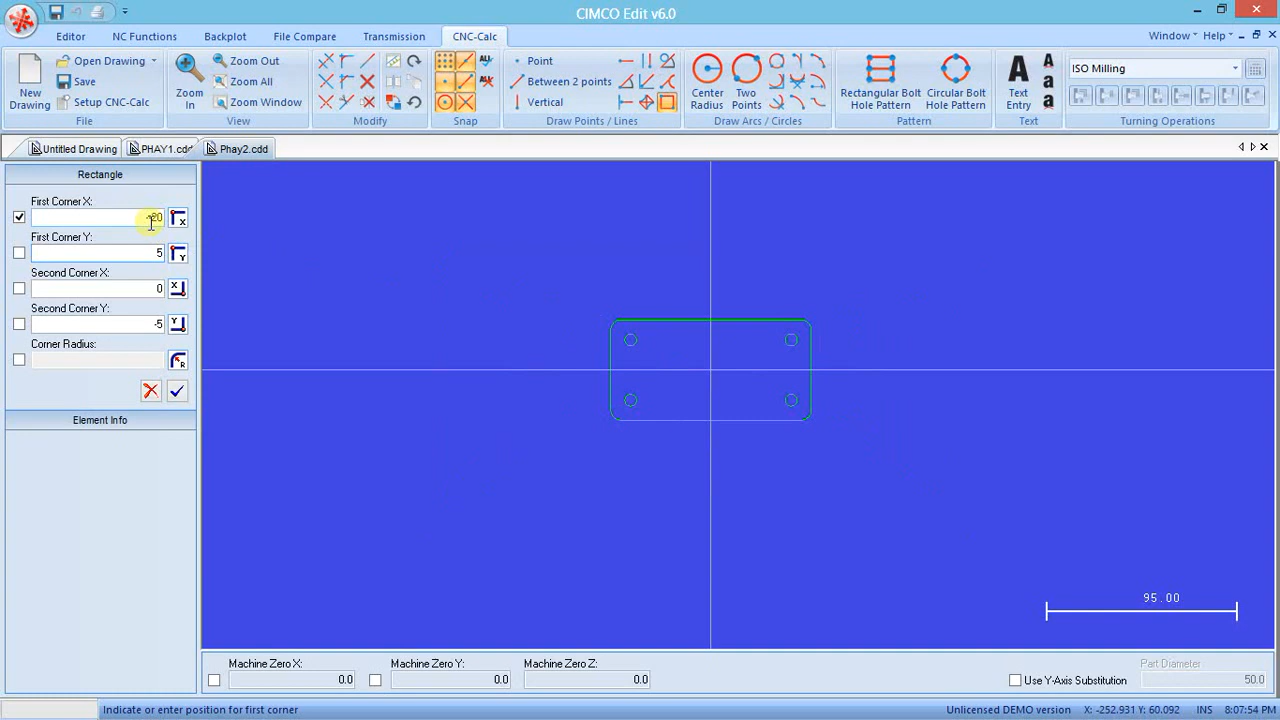 CIMCO Edit v6.0
Editor
NC Functions
Backplot
File Compare
Transmission
CNC-Calc
Window
Help
New Drawing
Open Drawing
Save
Setup CNC-Calc
File
Zoom In
Zoom Out
Zoom All
Zoom Window
View
Modify
ALL
ALL
Snap
Point
Between 2 points
Vertical
Draw Points / Lines
Center Radius
Two Points
Draw Arcs / Circles
Rectangular Bolt Hole Pattern
Circular Bolt Hole Pattern
Pattern
Text Entry
A
a
a
A
a
a
Text
ISO Milling
Turning Operations
Untitled Drawing
PHAY1.cdd
Phay2.cdd
Rectangle
First Corner X:
-20
X
First Corner Y:
5
Y
Second Corner X:
0
X
Second Corner Y:
-5
Y
Corner Radius:
R
Element Info
95.00
Machine Zero X:
0.0
Machine Zero Y:
0.0
Machine Zero Z:
0.0
Use Y-Axis Substitution
Part Diameter
50.0
Indicate or enter position for first corner
Unlicensed DEMO version
X: -252.931 Y: 60.092
INS
8:07:54 PM